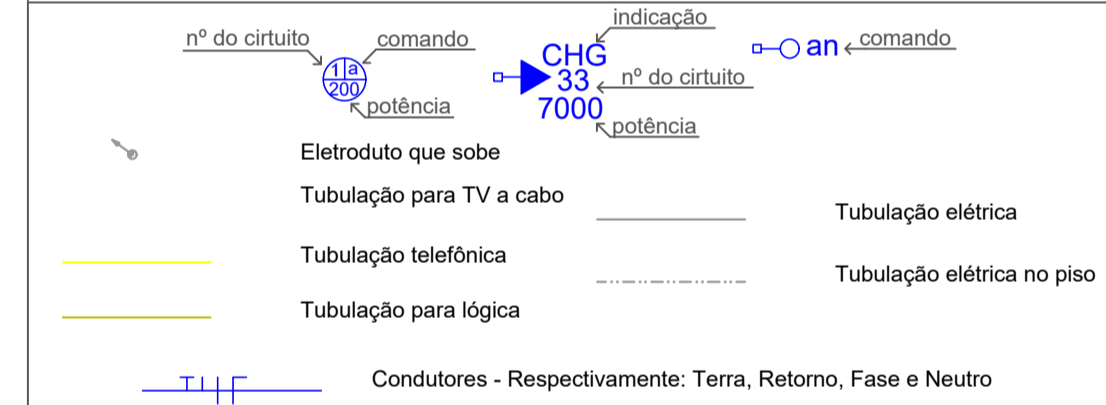 indicação
nº do cirtuito
comando
CHG
an
comando
1|a
200
33
nº do cirtuito
7000
potência
potência
Eletroduto que sobe
Tubulação para TV a cabo
Tubulação elétrica
Tubulação telefônica
Tubulação elétrica no piso
Tubulação para lógica
Condutores - Respectivamente: Terra, Retorno, Fase e Neutro